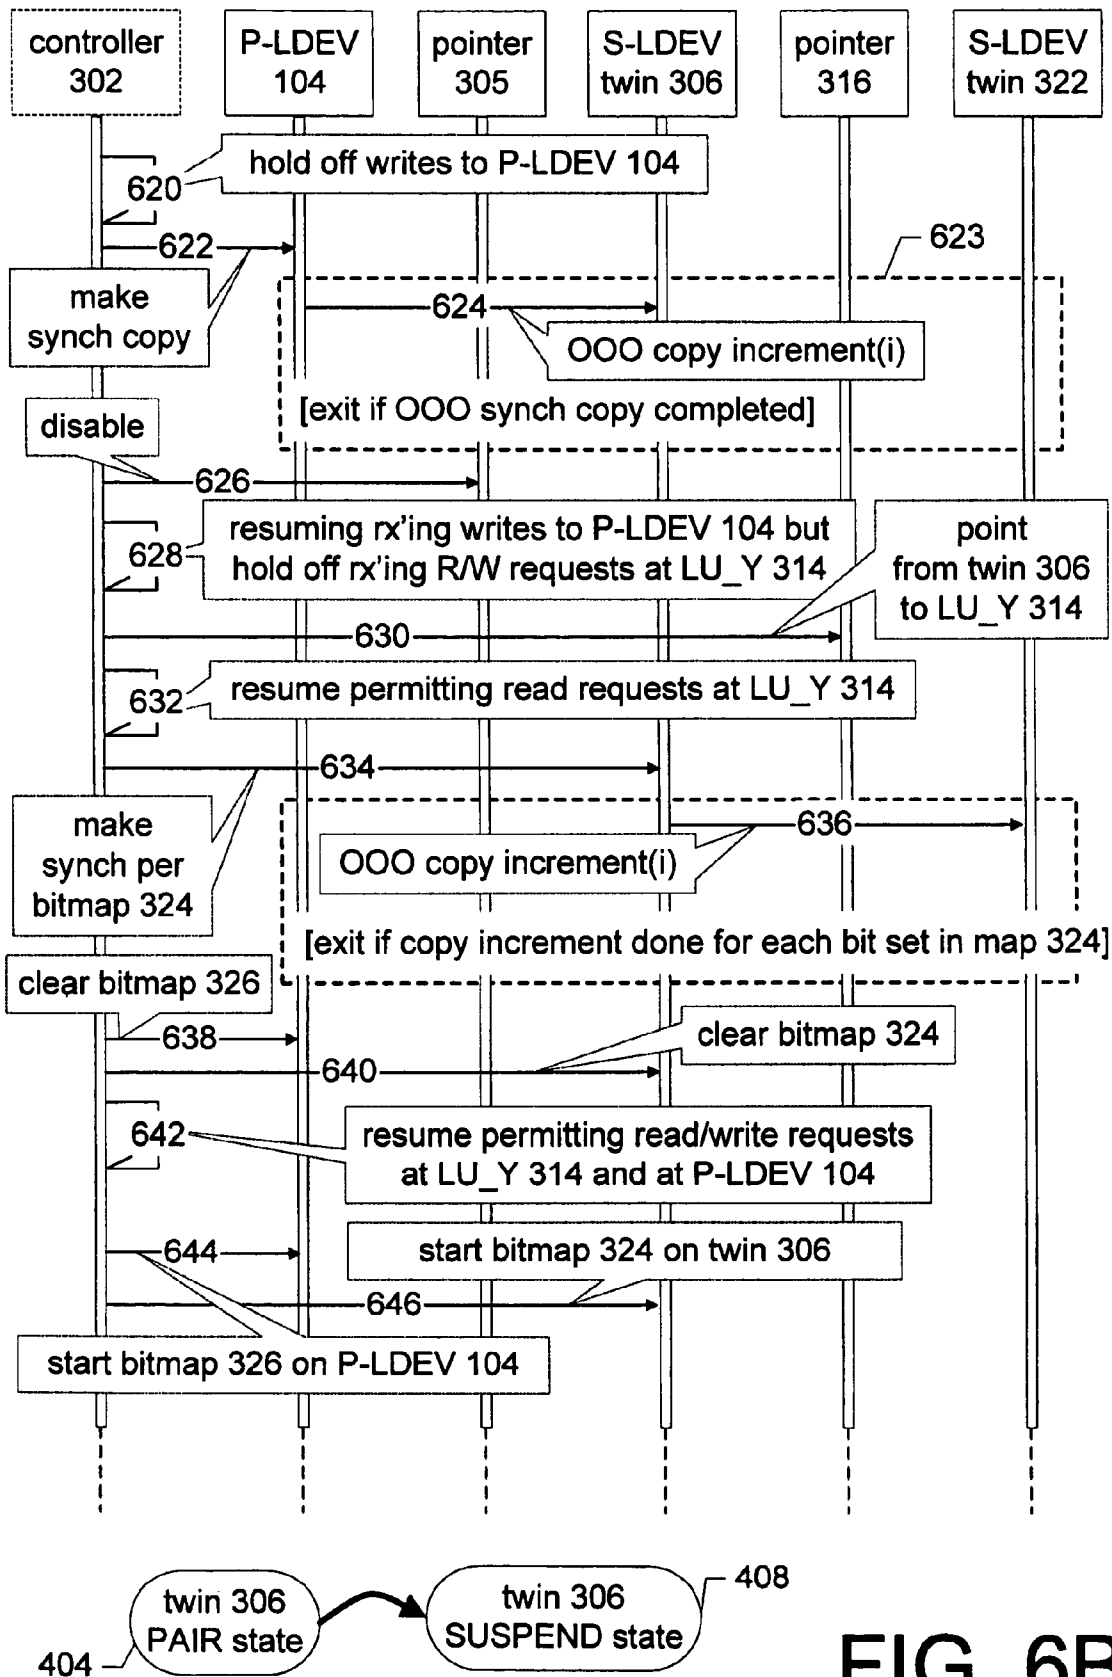 controller
302
P-LDEV
104
pointer
305
S-LDEV
twin 306
pointer
316
S-LDEV
twin 322
hold off writes to P-LDEV 104
620
622
623
make
synch copy
624
OOO copy increment(i)
[exit if OOO synch copy completed]
disable
626
resuming rx'ing writes to P-LDEV 104 but
hold off rx'ing R/W requests at LU_Y 314
628
point
from twin 306
to LU_Y 314
630
resume permitting read requests at LU_Y 314
632
634
make
synch per
bitmap 324
636
OOO copy increment(i)
[exit if copy increment done for each bit set in map 324]
clear bitmap 326
638
clear bitmap 324
640
642
resume permitting read/write requests
at LU_Y 314 and at P-LDEV 104
644
start bitmap 324 on twin 306
646
start bitmap 326 on P-LDEV 104
twin 306
PAIR state
404
twin 306
SUSPEND state
408
FIG. 6B